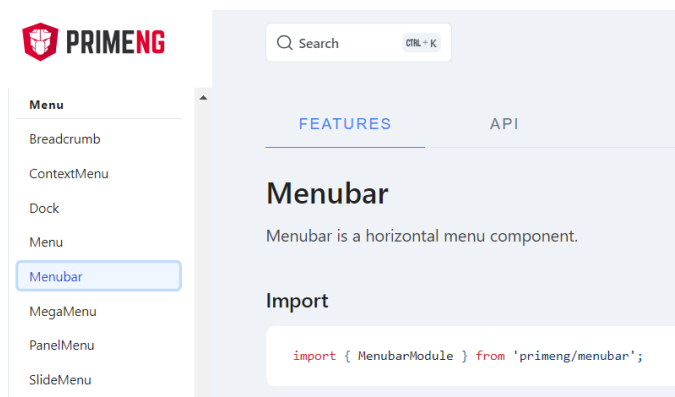 PRIMENG
Search CTRL + K
Menu
Breadcrumb
ContextMenu
Dock
Menu
Menubar
MegaMenu
PanelMenu
SlideMenu
FEATURES API
Menubar
Menubar is a horizontal menu component.
Import
import { MenubarModule } from 'primeng/menubar';